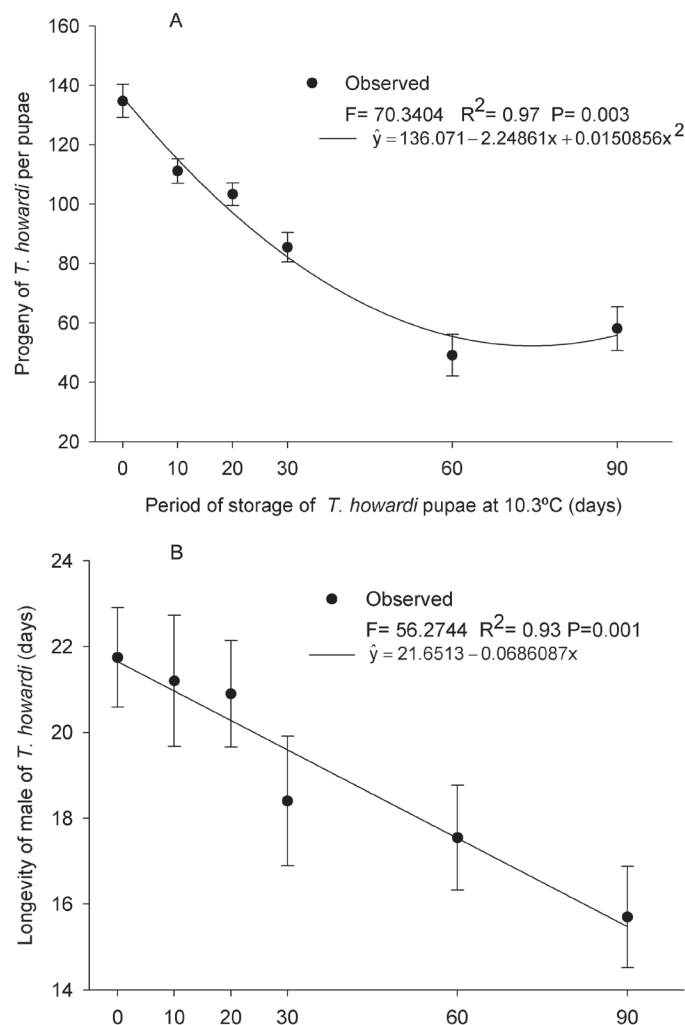 A
160
140
120
100
80
60
40
20
Progeny of T. howardi per pupae
Observed
F= 70.3404 R2= 0.97 P= 0.003
ŷ = 136.071 – 2.24861x + 0.0150856x2
0 10 20 30 60 90
Period of storage of T. howardi pupae at 10.3ºC (days)
B
24
22
20
18
16
14
Longevity of male of T. howardi (days)
Observed
F= 56.2744 R2= 0.93 P=0.001
ŷ = 21.6513 – 0.0686087x
0 10 20 30 60 90